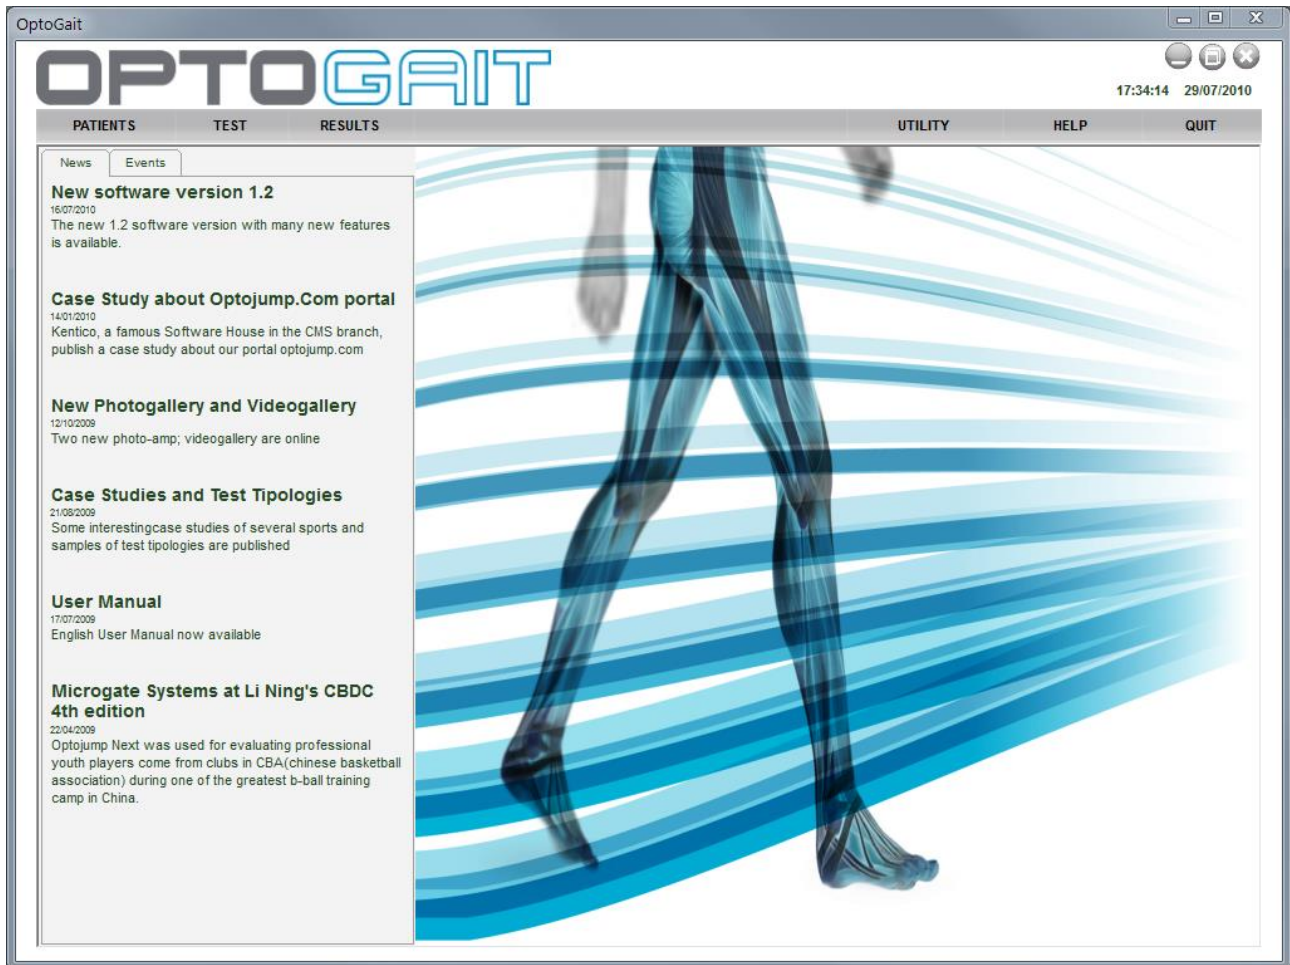 OptoGait
OPTOGAIT
17:34:14 29/07/2010
PATIENTS TEST RESULTS UTILITY HELP QUIT
News Events
New software version 1.2
16/07/2010
The new 1.2 software version with many new features
is available.
Case Study about Optojump.Com portal
14/01/2010
Kentico, a famous Software House in the CMS branch,
publish a case study about our portal optojump.com
New Photogallery and Videogallery
12/10/2009
Two new photo-amp; videogallery are online
Case Studies and Test Tipologies
21/08/2009
Some interestingcase studies of several sports and
samples of test tipologies are published
User Manual
17/07/2009
English User Manual now available
Microgate Systems at Li Ning's CBDC
4th edition
22/04/2009
Optojump Next was used for evaluating professional
youth players come from clubs in CBA(chinese basketball
association) during one of the greatest b-ball training
camp in China.